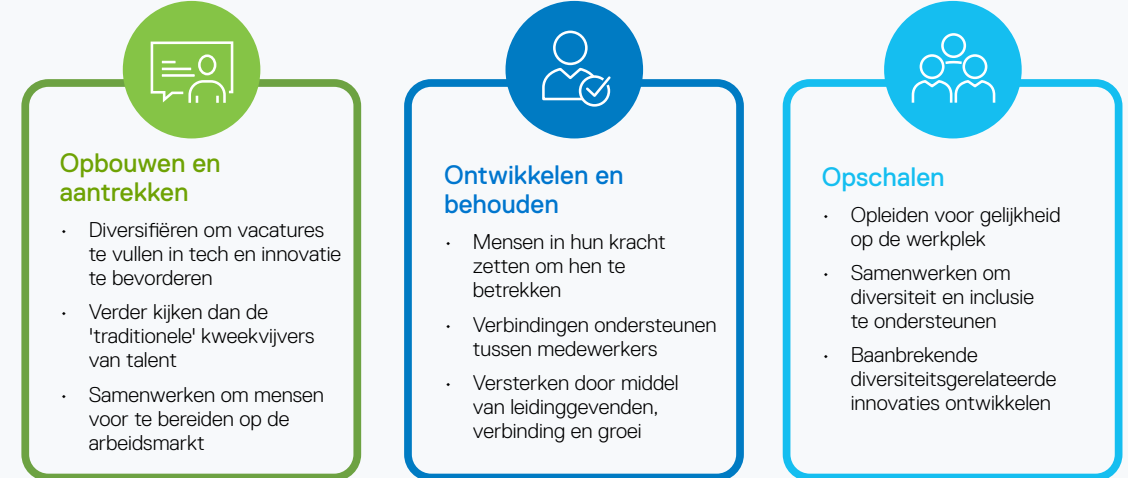 Opbouwen en
aantrekken
· Diversifiëren om vacatures
te vullen in tech en innovatie
te bevorderen
· Verder kijken dan de
'traditionele' kweekvijvers
van talent
· Samenwerken om mensen
voor te bereiden op de
arbeidsmarkt
Ontwikkelen en
behouden
· Mensen in hun kracht
zetten om hen te
betrekken
· Verbindingen ondersteunen
tussen medewerkers
· Versterken door middel
van leidinggevenden,
verbinding en groei
Opschalen
· Opleiden voor gelijkheid
op de werkplek
· Samenwerken om
diversiteit en inclusie
te ondersteunen
· Baanbrekende
diversiteitsgerelateerde
innovaties ontwikkelen